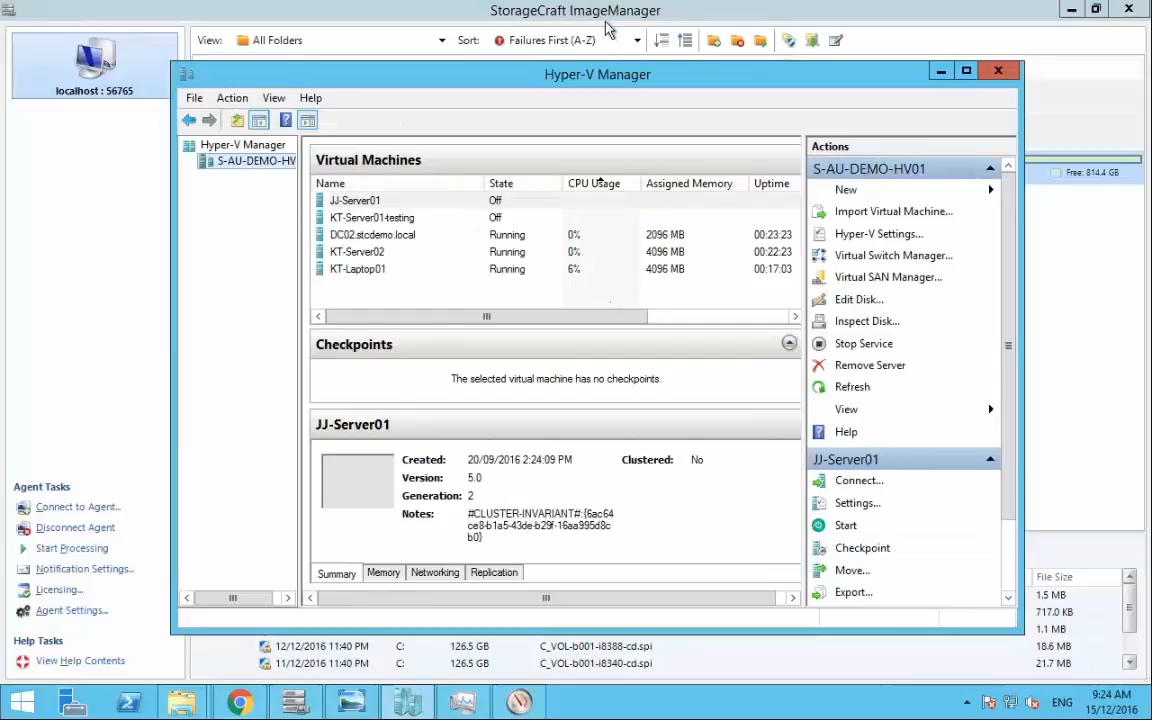 StorageCraft ImageManager
View: All Folders Sort: Failures First (A-Z)
localhost : 56765
Hyper-V Manager
File Action View Help
Hyper-V Manager
S-AU-DEMO-HV
Virtual Machines
Name State CPU Usage Assigned Memory Uptime
JJ-Server01 Off
KT-Server01-testing Off
DC02.stcdemo.local Running 0% 2096 MB 00:23:23
KT-Server02 Running 0% 4096 MB 00:22:23
KT-Laptop01 Running 6% 4096 MB 00:17:03
Checkpoints
The selected virtual machine has no checkpoints.
JJ-Server01
Created: 20/09/2016 2:24:09 PM Clustered: No
Version: 5.0
Generation: 2
Notes: #CLUSTER-INVARIANT#:{6ac64
ce8-b1a5-43de-b29f-16aa995d8c
b0}
Summary Memory Networking Replication
Actions
S-AU-DEMO-HV01
New
Import Virtual Machine...
Hyper-V Settings...
Virtual Switch Manager...
Virtual SAN Manager...
Edit Disk...
Inspect Disk...
Stop Service
Remove Server
Refresh
View
Help
JJ-Server01
Connect...
Settings...
Start
Checkpoint
Move...
Export...
Free: 814.4 GB
Agent Tasks
Connect to Agent...
Disconnect Agent
Start Processing
Notification Settings...
Licensing...
Agent Settings...
Help Tasks
View Help Contents
File Size
1.5 MB
717.0 KB
1.1 MB
12/12/2016 11:40 PM C: 126.5 GB C_VOL-b001-i8388-cd.spi 18.6 MB
11/12/2016 11:40 PM C: 126.5 GB C_VOL-b001-i8340-cd.spi 21.7 MB
ENG
9:24 AM
15/12/2016